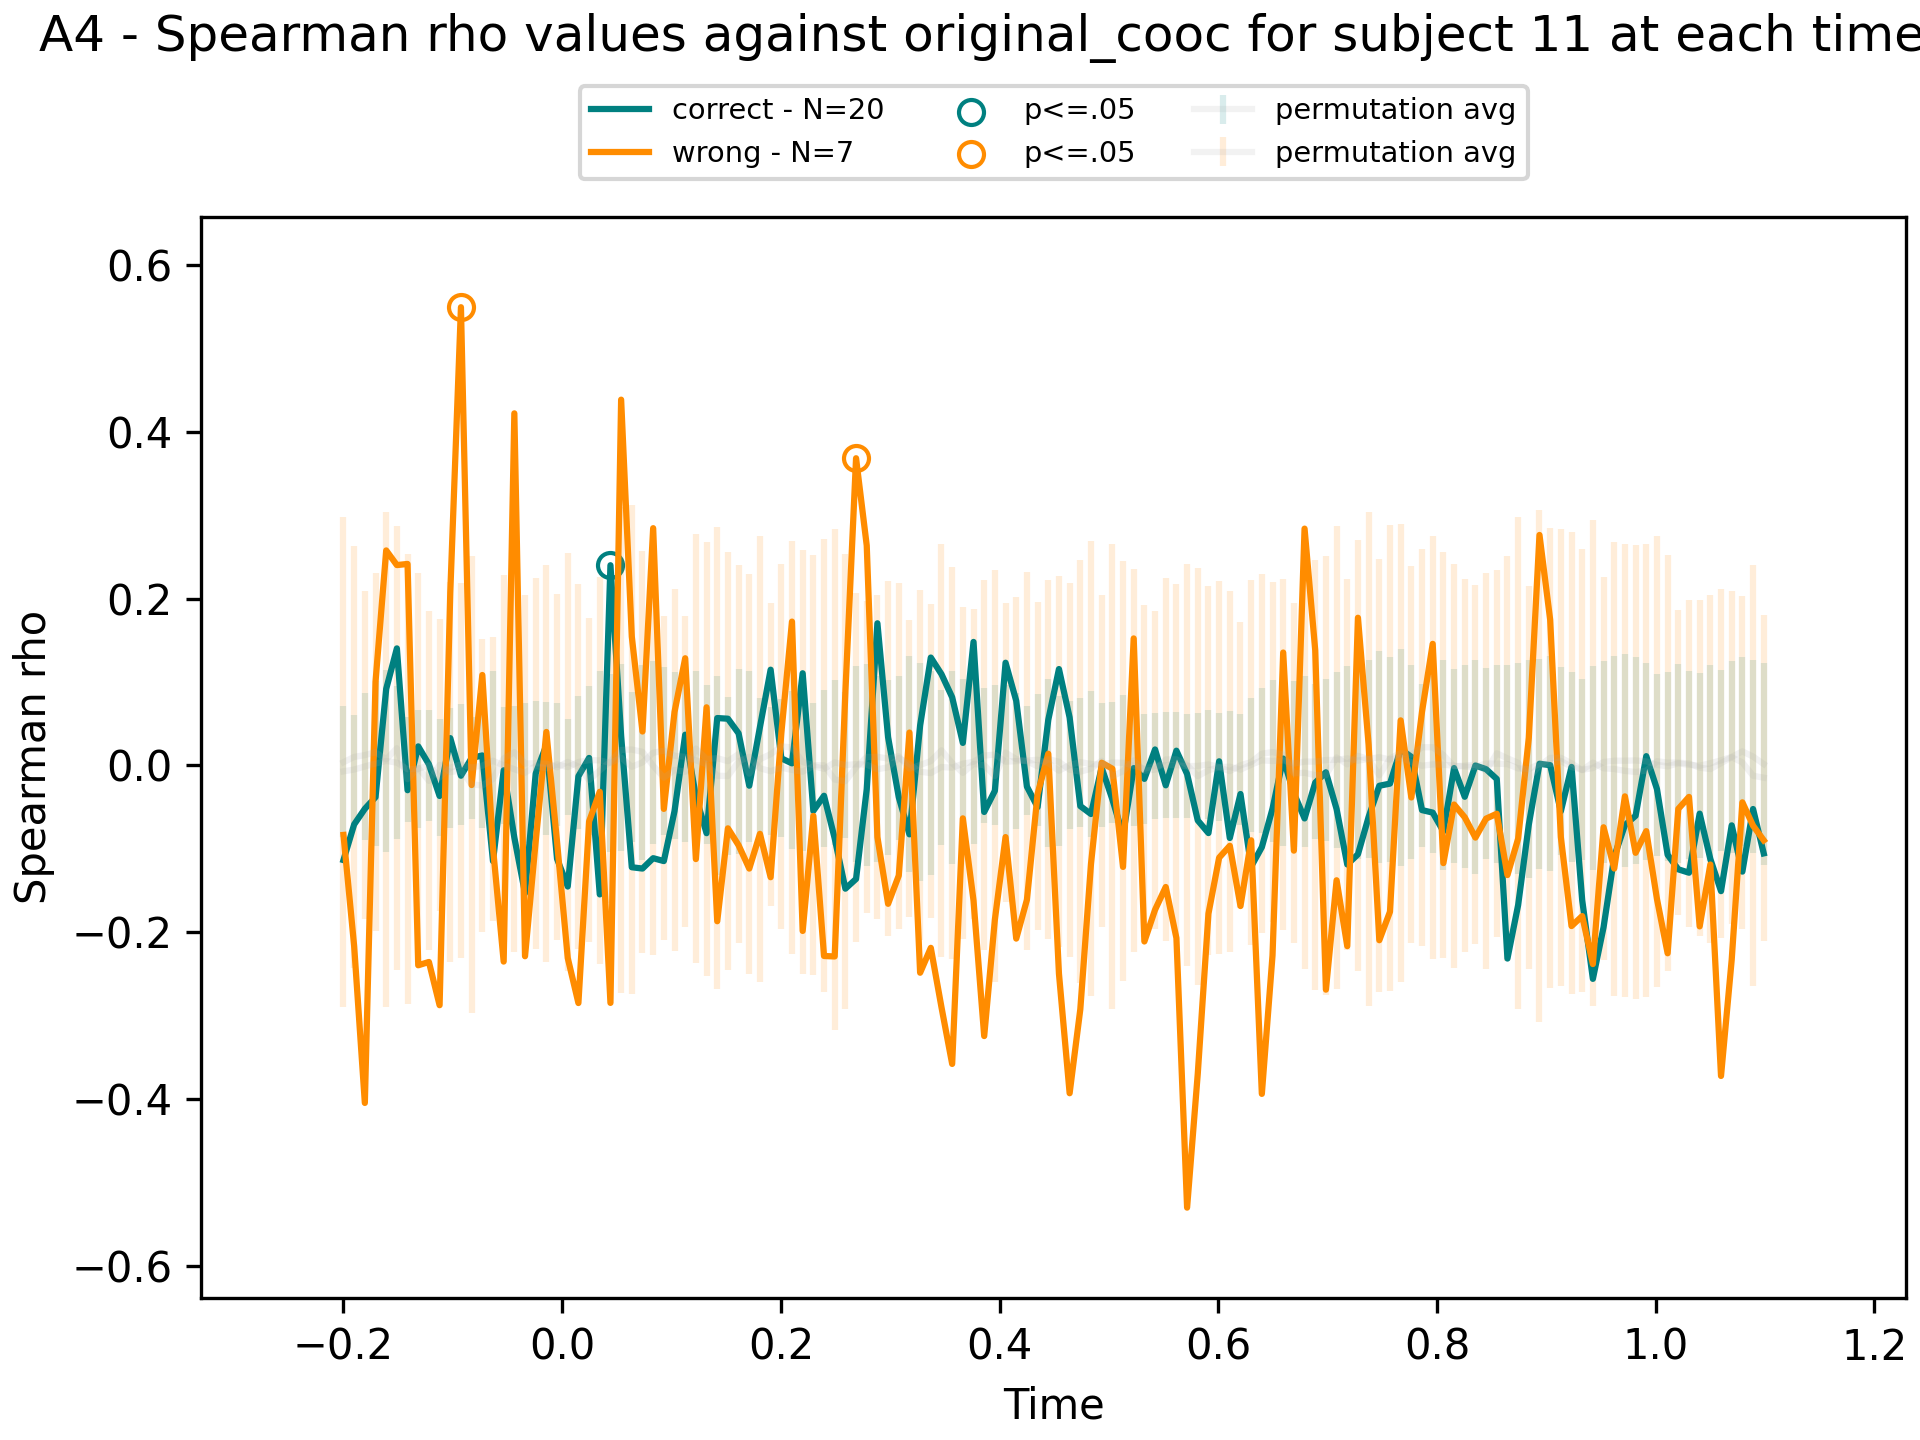 A4 - Spearman rho values against original_cooc for subject 11 at each time
correct - N=20 p<=.05 permutation avg
wrong - N=7 p<=.05 permutation avg
Spearman rho
0.6
0.4
0.2
0.0
−0.2
−0.4
−0.6
−0.2 0.0 0.2 0.4 0.6 0.8 1.0 1.2
Time